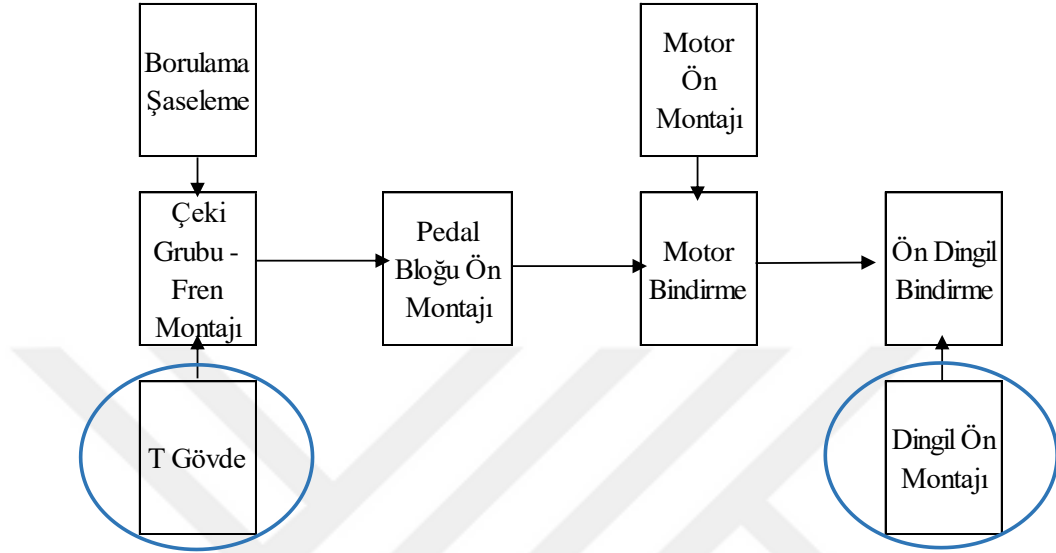 Borulama
Şaseleme
Motor
Ön
Montajı
Çeki
Grubu -
Fren
Montajı
Pedal
Bloğu Ön
Montajı
Motor
Bindirme
Ön Dingil
Bindirme
T Gövde
Dingil Ön
Montajı